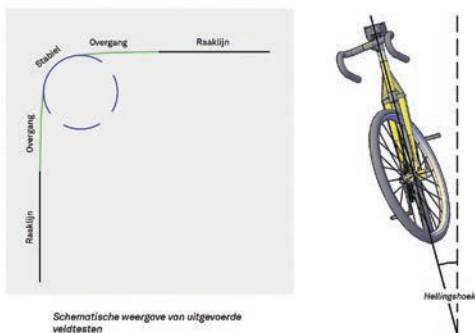 Overgang
Raaklijn
Stabiel
Overgang
Raaklijn
Hellingshoek
Schematische weergave van uitgevoerde
veldtesten